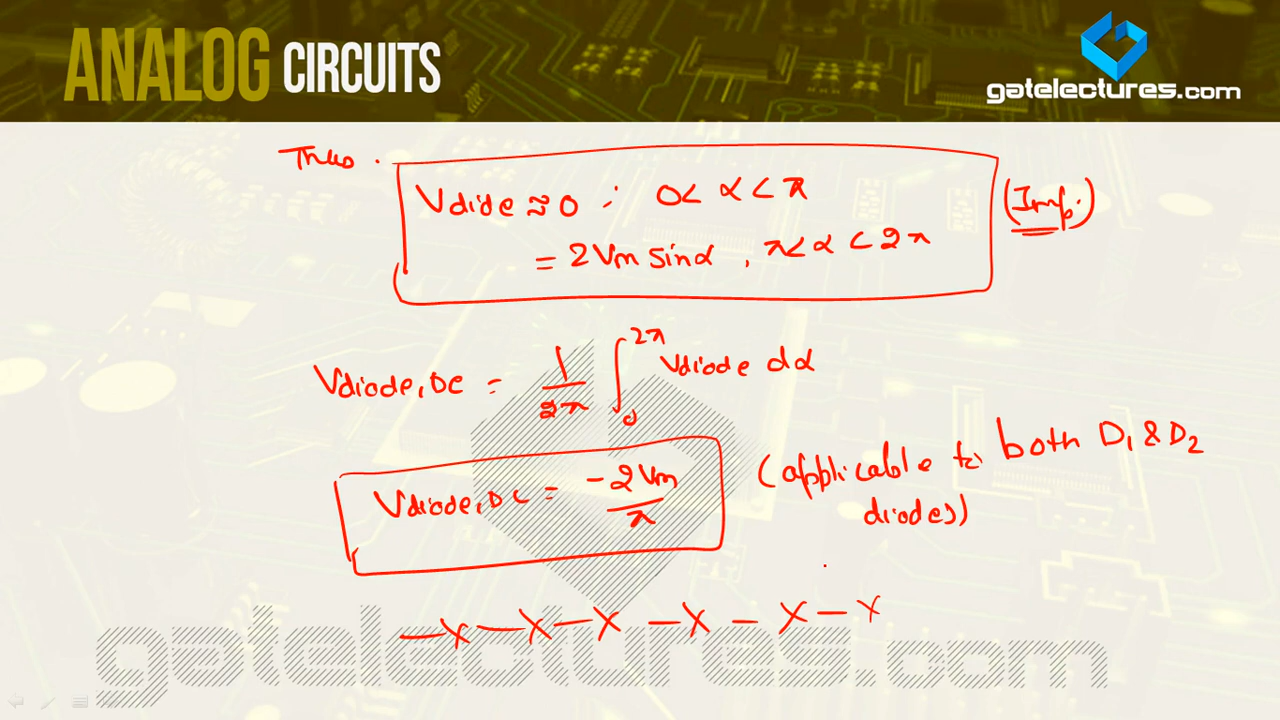 ANALOG CIRCUITS
gatelectures.com
Thus.
Vdiode ≈ 0 : 0 < α < π
= 2Vm sinα , π < α < 2π
(Imp.)
Vdiode,DC = 1/2π ∫₀^2π Vdiode dα
Vdiode,DC = -2Vm/π
(applicable to both D₁ & D₂
diodes)
—X—X—X—X—X—X
gatelectures.com